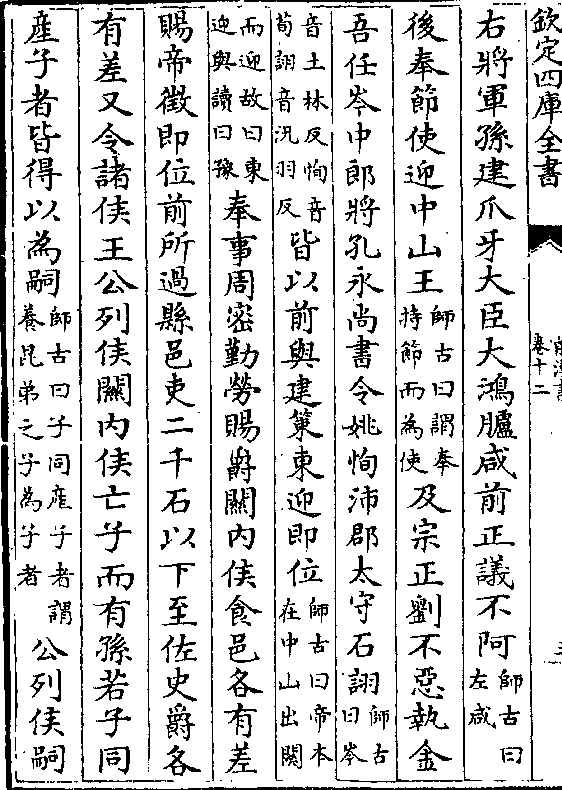 欽定四庫全書
卷十二
右將軍孫建爪牙大臣大鴻臚咸前正議不阿師古曰左咸
後奉節使迎中山王師古曰謂奉持節而為使及宗正劉不惡執金
吾任岑中郎將孔永尚書令姚恂沛郡太守石詡師古曰岑
音士林反恂音荀詡音況羽反皆以前與建策東迎即位師古曰帝本在中山出關
而迎故曰東迎與讀曰豫奉事周密勤勞賜爵關内侯食邑各有差
賜帝徵即位前所過縣邑吏二千石以下至佐史爵各
有差又令諸侯王公列侯關内侯亡子而有孫若子同
產子者皆得以為嗣師古曰子同產子者謂養昆弟之子為子者公列侯嗣